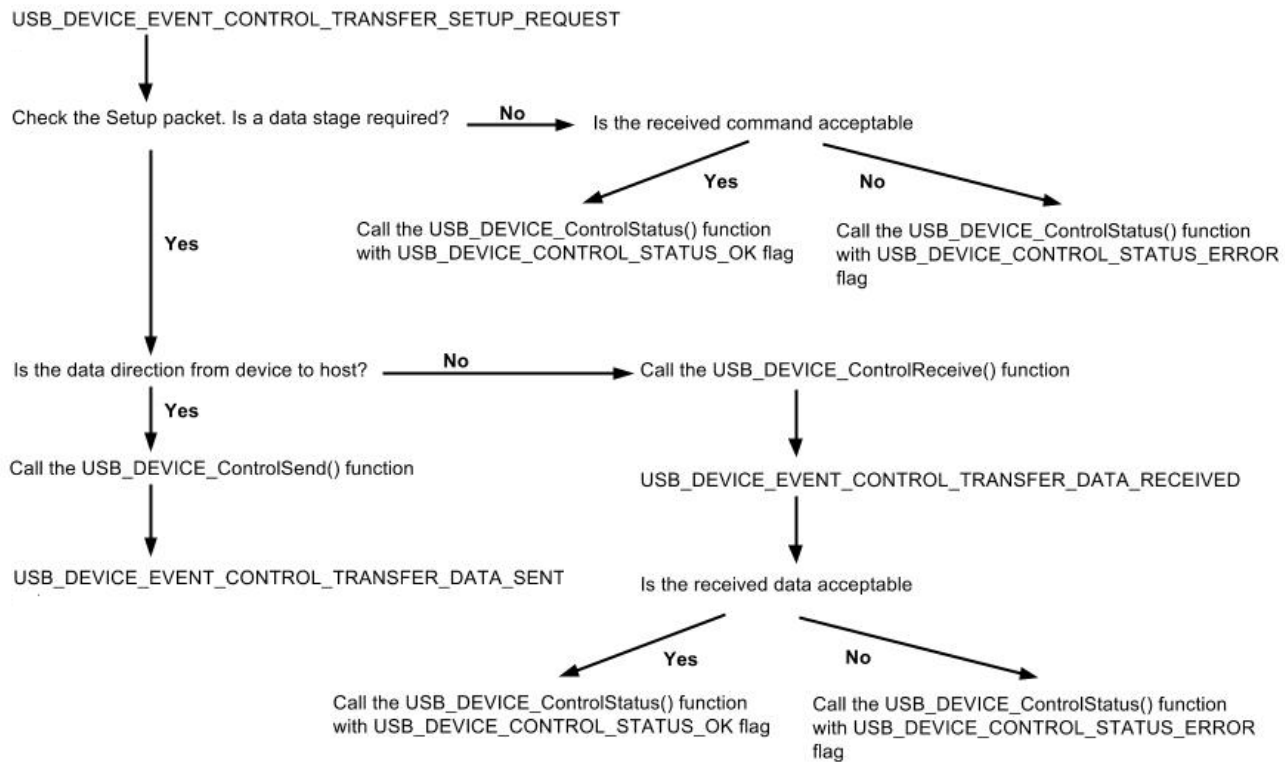 USB_DEVICE_EVENT_CONTROL_TRANSFER_SETUP_REQUEST
Check the Setup packet. Is a data stage required?
No
Is the received command acceptable
Yes
No
Call the USB_DEVICE_ControlStatus() function
with USB_DEVICE_CONTROL_STATUS_OK flag
Call the USB_DEVICE_ControlStatus() function
with USB_DEVICE_CONTROL_STATUS_ERROR
flag
Yes
Is the data direction from device to host?
No
Call the USB_DEVICE_ControlReceive() function
Yes
Call the USB_DEVICE_ControlSend() function
USB_DEVICE_EVENT_CONTROL_TRANSFER_DATA_RECEIVED
USB_DEVICE_EVENT_CONTROL_TRANSFER_DATA_SENT
Is the received data acceptable
Yes
No
Call the USB_DEVICE_ControlStatus() function
with USB_DEVICE_CONTROL_STATUS_OK flag
Call the USB_DEVICE_ControlStatus() function
with USB_DEVICE_CONTROL_STATUS_ERROR
flag